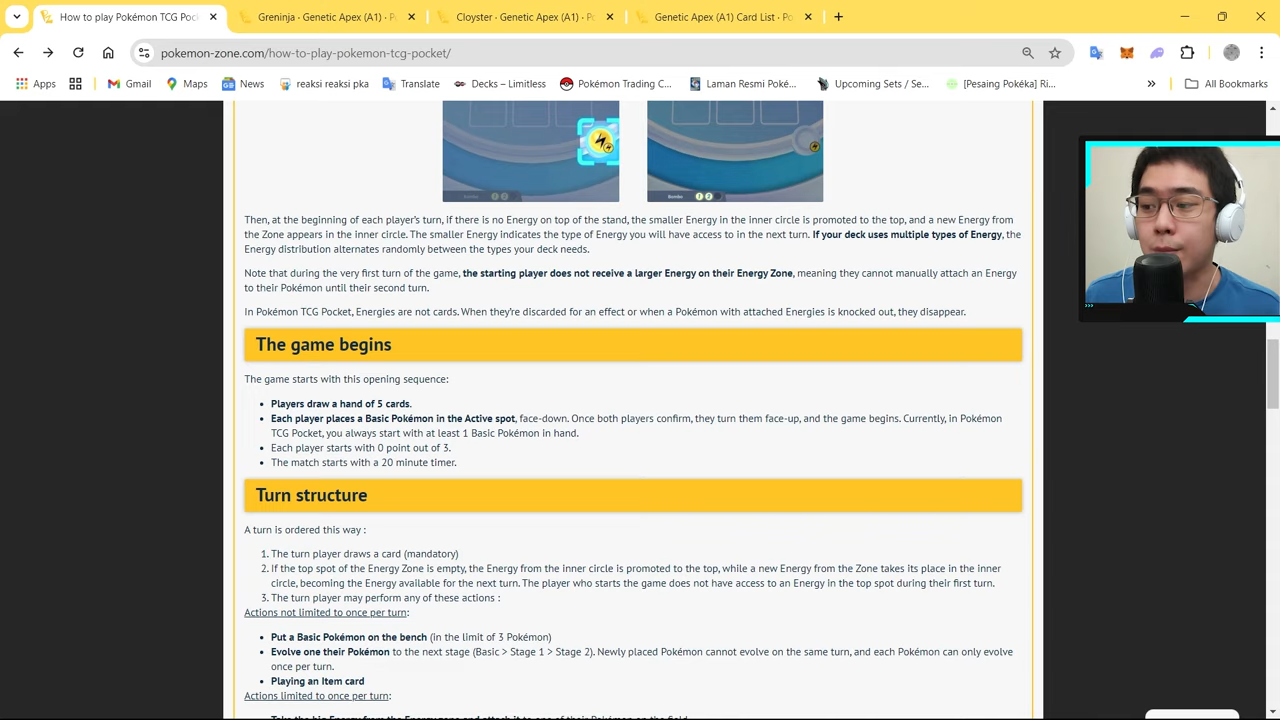 How to play Pokémon TCG Pock
Greninja · Genetic Apex (A1) · P
Cloyster · Genetic Apex (A1) · P
Genetic Apex (A1) Card List · Po
pokemon-zone.com/how-to-play-pokemon-tcg-pocket/
Apps
Gmail
Maps
News
reaksi reaksi pka
Translate
Decks – Limitless
Pokémon Trading C...
Laman Resmi Poké...
Upcoming Sets / Se...
[Pesaing Pokéka] Ri...
All Bookmarks
Then, at the beginning of each player's turn, if there is no Energy on top of the stand, the smaller Energy in the inner circle is promoted to the top, and a new Energy from
the Zone appears in the inner circle. The smaller Energy indicates the type of Energy you will have access to in the next turn. If your deck uses multiple types of Energy, the
Energy distribution alternates randomly between the types your deck needs.
Note that during the very first turn of the game, the starting player does not receive a larger Energy on their Energy Zone, meaning they cannot manually attach an Energy
to their Pokémon until their second turn.
In Pokémon TCG Pocket, Energies are not cards. When they're discarded for an effect or when a Pokémon with attached Energies is knocked out, they disappear.
The game begins
The game starts with this opening sequence:
• Players draw a hand of 5 cards.
• Each player places a Basic Pokémon in the Active spot, face-down. Once both players confirm, they turn them face-up, and the game begins. Currently, in Pokémon
TCG Pocket, you always start with at least 1 Basic Pokémon in hand.
• Each player starts with 0 point out of 3.
• The match starts with a 20 minute timer.
Turn structure
A turn is ordered this way :
1. The turn player draws a card (mandatory)
2. If the top spot of the Energy Zone is empty, the Energy from the inner circle is promoted to the top, while a new Energy from the Zone takes its place in the inner
circle, becoming the Energy available for the next turn. The player who starts the game does not have access to an Energy in the top spot during their first turn.
3. The turn player may perform any of these actions :
Actions not limited to once per turn:
• Put a Basic Pokémon on the bench (in the limit of 3 Pokémon)
• Evolve one their Pokémon to the next stage (Basic > Stage 1 > Stage 2). Newly placed Pokémon cannot evolve on the same turn, and each Pokémon can only evolve
once per turn.
• Playing an Item card
Actions limited to once per turn:
Take the big Energy from the Energy zone and attach it to one of their Pokémon on the field